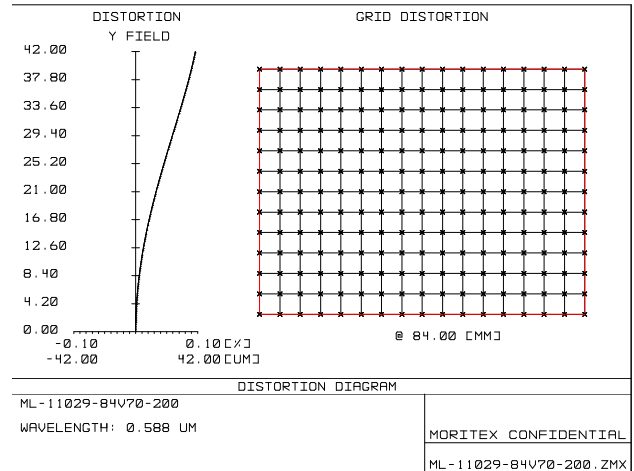 DISTORTION
Y FIELD
GRID DISTORTION
42.00
37.80
33.60
29.40
25.20
21.00
16.80
12.60
8.40
4.20
0.00
-0.10 0.10[%]
-42.00 42.00[UM]
@ 84.00 [MM]
DISTORTION DIAGRAM
ML-11029-84V70-200
WAVELENGTH: 0.588 UM
MORITEX CONFIDENTIAL
ML-11029-84V70-200.ZMX